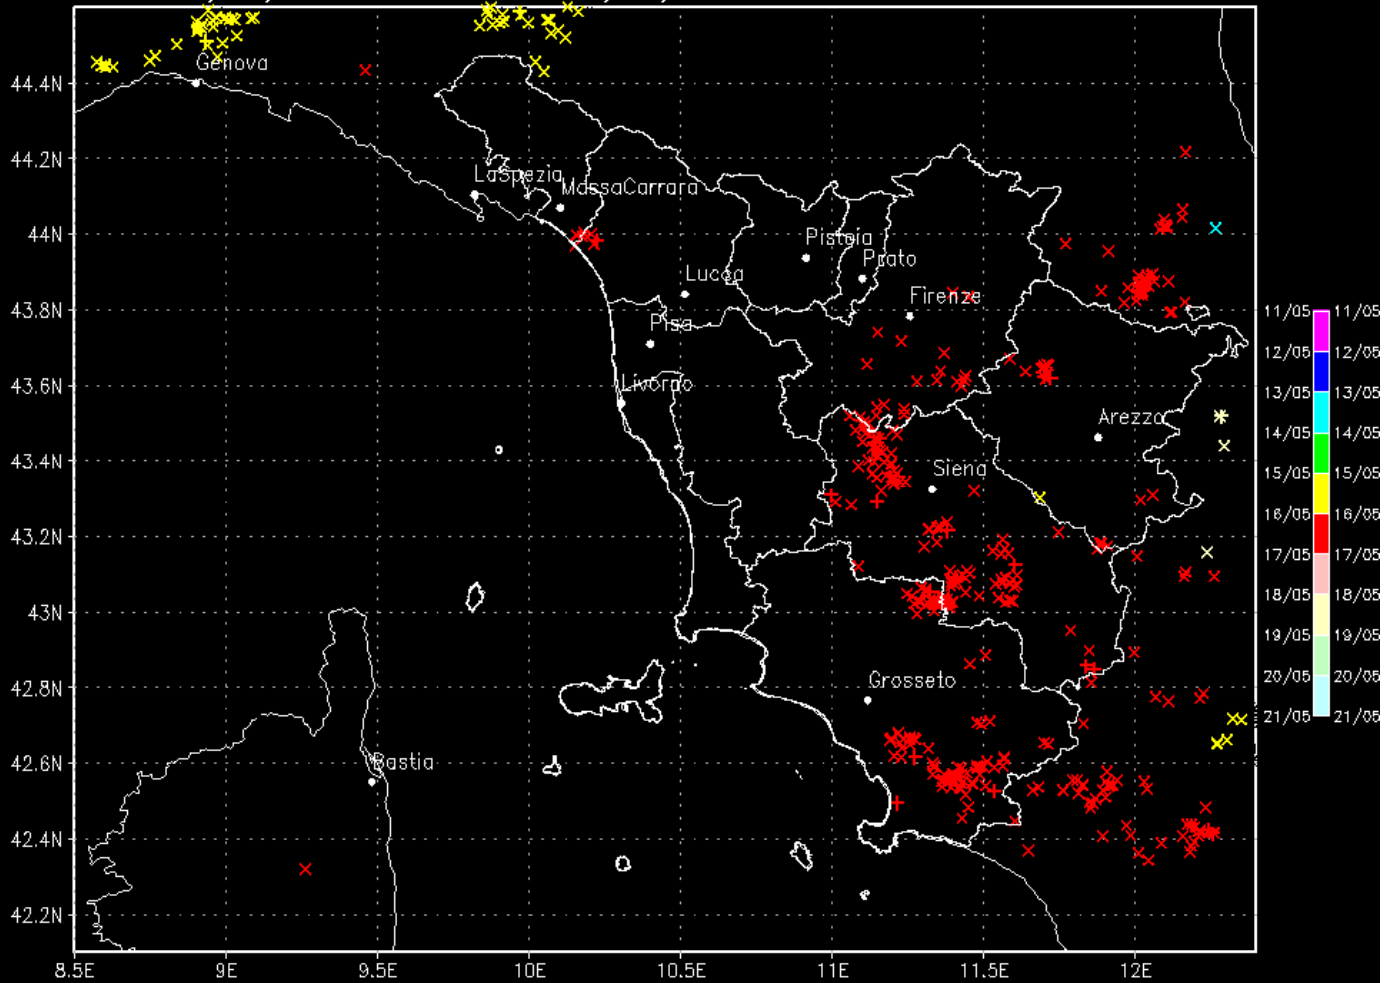 Genova
44.4N
44.2N
LaSpezia
MassaCarrara
44N
Pistoia
Prato
Lucca
Firenze
43.8N
Pisa
11/05 11/05
12/05 12/05
43.6N
Livorno
13/05 13/05
Arezzo
14/05 14/05
43.4N
Siena
15/05 15/05
16/05 16/05
43.2N
17/05 17/05
18/05 18/05
43N
19/05 19/05
20/05 20/05
42.8N
Grosseto
21/05 21/05
42.6N
Bastia
42.4N
42.2N
8.5E 9E 9.5E 10E 10.5E 11E 11.5E 12E